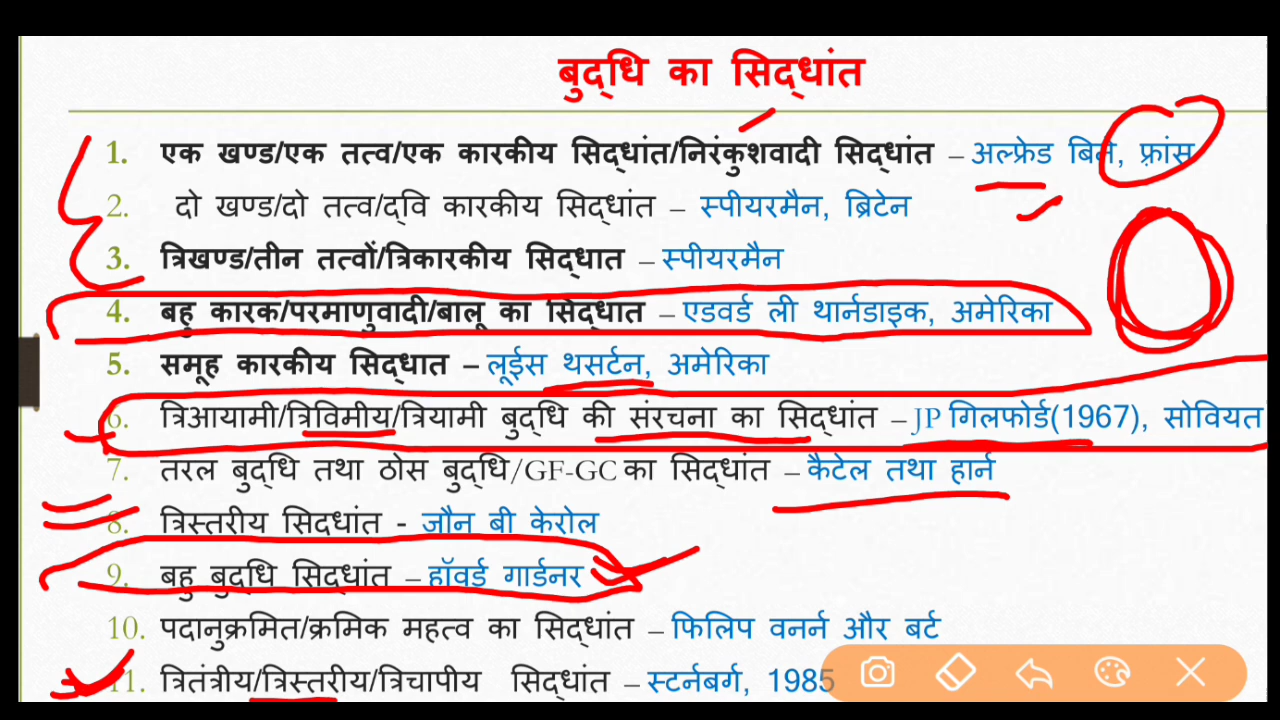 बुद्धि का सिद्धांत
1. एक खण्ड/एक तत्व/एक कारकीय सिद्धांत/निरंकुशवादी सिद्धांत – अल्फ्रेड बिने, फ़्रांस
2. दो खण्ड/दो तत्व/द्वि कारकीय सिद्धांत – स्पीयरमैन, ब्रिटेन
3. त्रिखण्ड/तीन तत्वों/त्रिकारकीय सिद्धात – स्पीयरमैन
4. बहु कारक/परमाणुवादी/बालू का सिद्धात – एडवर्ड ली थार्नडाइक, अमेरिका
5. समूह कारकीय सिद्धात – लूईस थसर्टन, अमेरिका
6. त्रिआयामी/त्रिविमीय/त्रियामी बुद्धि की संरचना का सिद्धांत – JP गिलफोर्ड(1967), सोवियत
7. तरल बुद्धि तथा ठोस बुद्धि/GF-GC का सिद्धांत – कैटेल तथा हार्न
8. त्रिस्तरीय सिदधांत - जौन बी केरोल
9. बहु बुद्धि सिद्धांत – हॉवर्ड गार्डनर
10. पदानुक्रमित/क्रमिक महत्व का सिद्धांत – फिलिप वनर्न और बर्ट
11. त्रितंत्रीय/त्रिस्तरीय/त्रिचापीय सिद्धांत – स्टर्नबर्ग, 1985